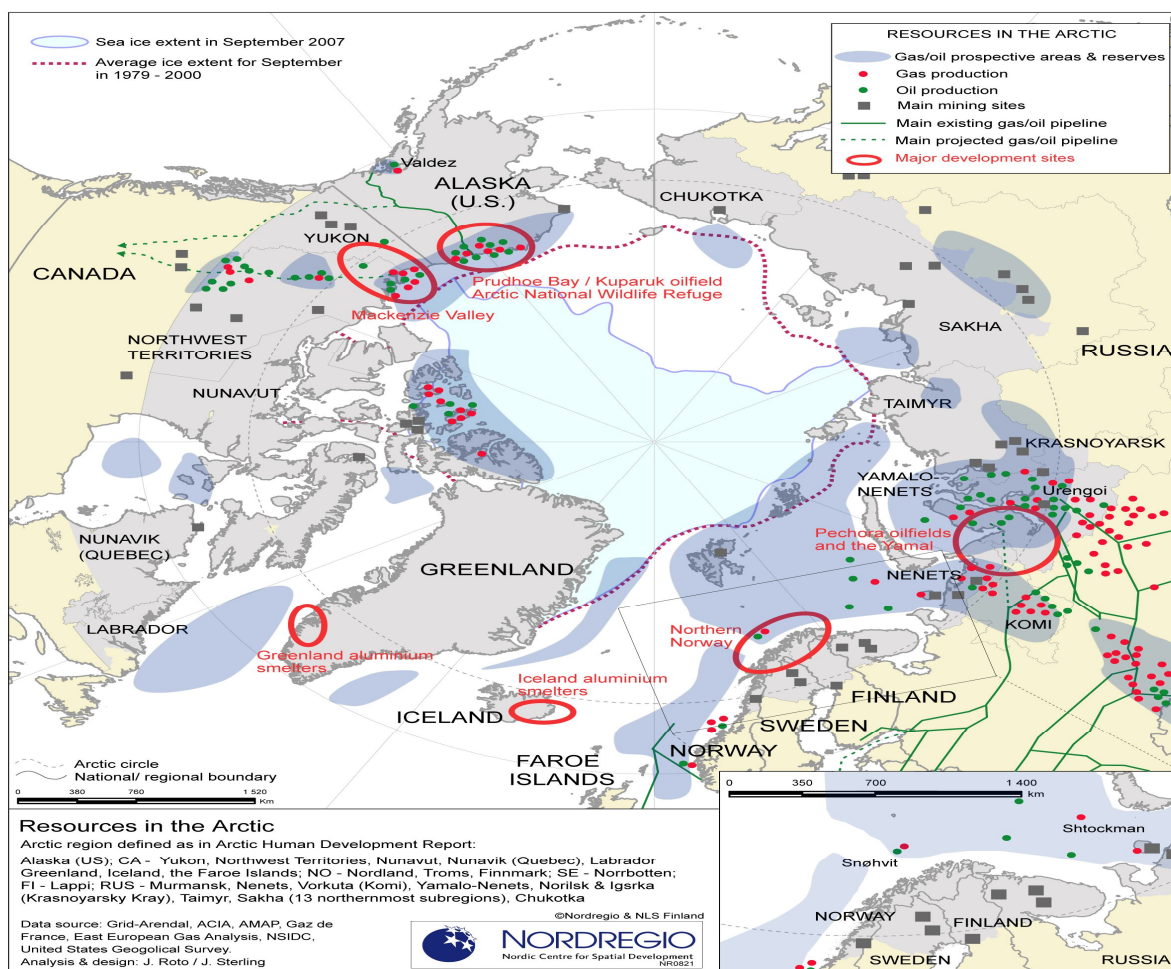 Sea ice extent in September 2007
Average ice extent for September
in 1979 - 2000
RESOURCES IN THE ARCTIC
Gas/oil prospective areas & reserves
Gas production
Oil production
Main mining sites
Main existing gas/oil pipeline
Main projected gas/oil pipeline
Major development sites
Valdez
ALASKA
(U.S.)
CHUKOTKA
YUKON
CANADA
Prudhoe Bay / Kuparuk oilfield
Arctic National Wildlife Refuge
Mackenzie Valley
NORTHWEST
TERRITORIES
SAKHA
RUSSIA
NUNAVUT
TAIMYR
KRASNOYARSK
YAMALO-
NENETS
Urengoi
NUNAVIK
(QUEBEC)
Pechora oilfields
and the Yamal
GREENLAND
NENETS
LABRADOR
KOMI
Greenland aluminium
smelters
Northern
Norway
Iceland aluminium
smelters
ICELAND
FINLAND
SWEDEN
NORWAY
FAROE
ISLANDS
Arctic circle
National/ regional boundary
0 380 760 1 520
Km
0 350 700 1 400
km
Shtockman
Snøhvit
NORWAY
FINLAND
SWEDEN
RUSSIA
Resources in the Arctic
Arctic region defined as in Arctic Human Development Report:
Alaska (US); CA - Yukon, Northwest Territories, Nunavut, Nunavik (Quebec), Labrador
Greenland, Iceland, the Faroe Islands; NO - Nordland, Troms, Finnmark; SE - Norrbotten;
FI - Lappi; RUS - Murmansk, Nenets, Vorkuta (Komi), Yamalo-Nenets, Norilsk & Igsrka
(Krasnoyarsky Kray), Taimyr, Sakha (13 northernmost subregions), Chukotka
©Nordregio & NLS Finland
Data source: Grid-Arendal, ACIA, AMAP, Gaz de
France, East European Gas Analysis, NSIDC,
United States Geogolical Survey.
Analysis & design: J. Roto / J. Sterling
NORDREGIO
Nordic Centre for Spatial Development
NR0821